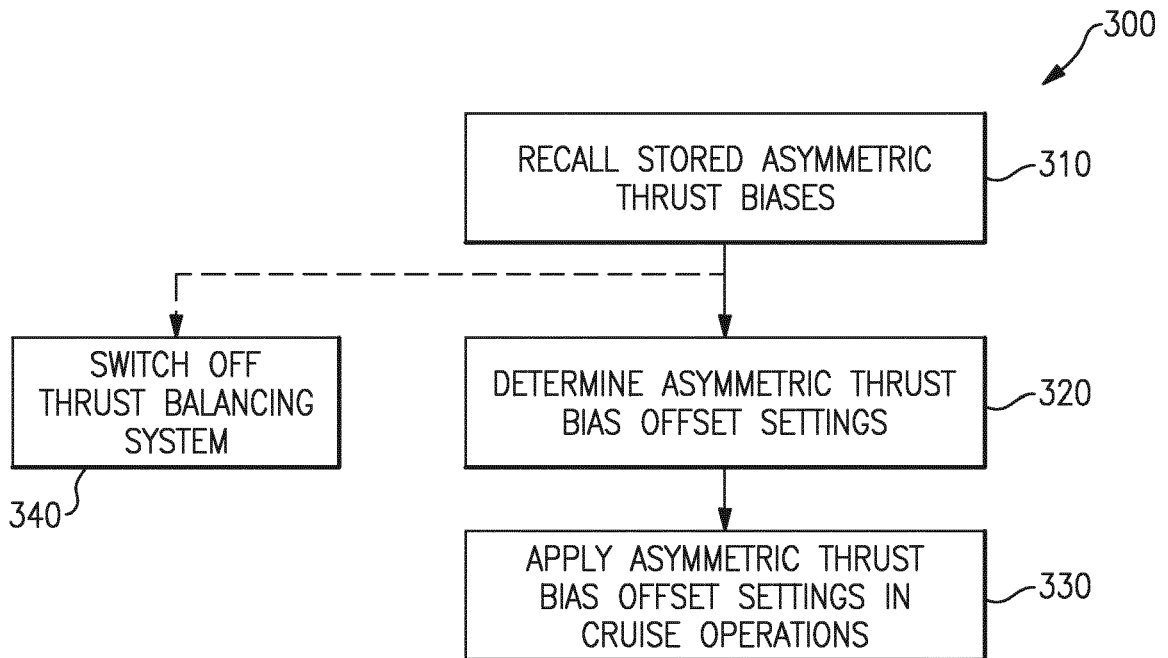 300
RECALL STORED ASYMMETRIC
THRUST BIASES
310
SWITCH OFF
THRUST BALANCING
SYSTEM
340
DETERMINE ASYMMETRIC THRUST
BIAS OFFSET SETTINGS
320
APPLY ASYMMETRIC THRUST
BIAS OFFSET SETTINGS IN
CRUISE OPERATIONS
330